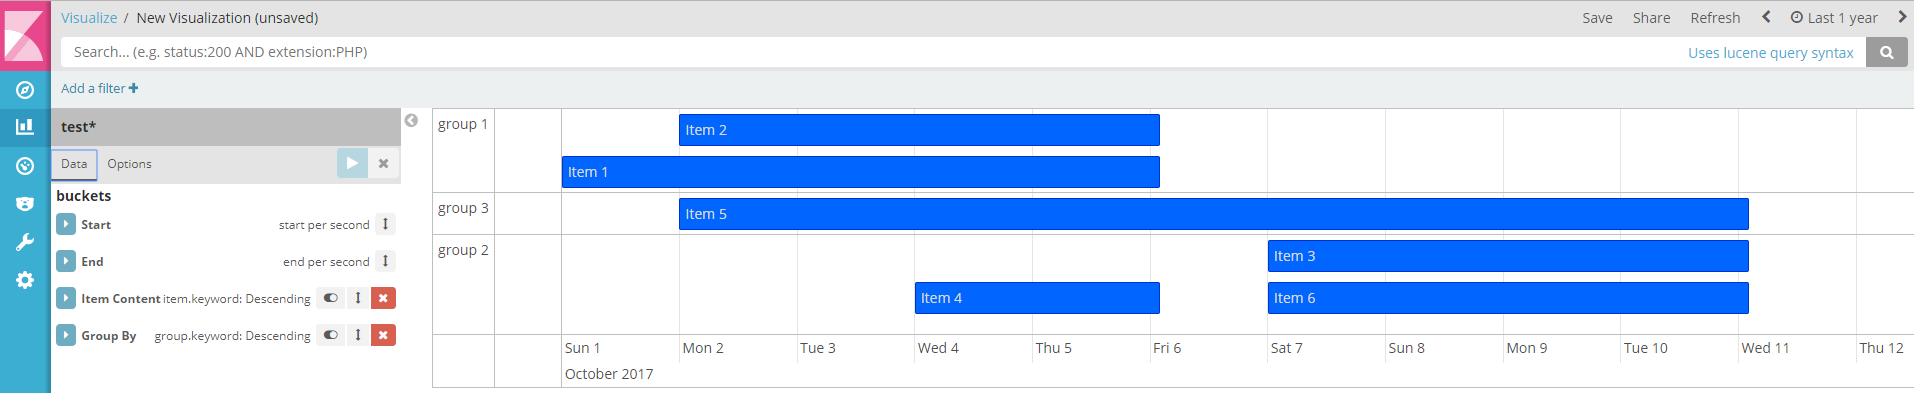 Visualize / New Visualization (unsaved)
Save Share Refresh Last 1 year
Search... (e.g. status:200 AND extension:PHP)
Uses lucene query syntax
Add a filter
test*
Data Options
buckets
Start start per second
End end per second
Item Content item.keyword: Descending
Group By group.keyword: Descending
group 1
Item 2
Item 1
group 3
Item 5
group 2
Item 3
Item 4
Item 6
Sun 1 Mon 2 Tue 3 Wed 4 Thu 5 Fri 6 Sat 7 Sun 8 Mon 9 Tue 10 Wed 11 Thu 12
October 2017